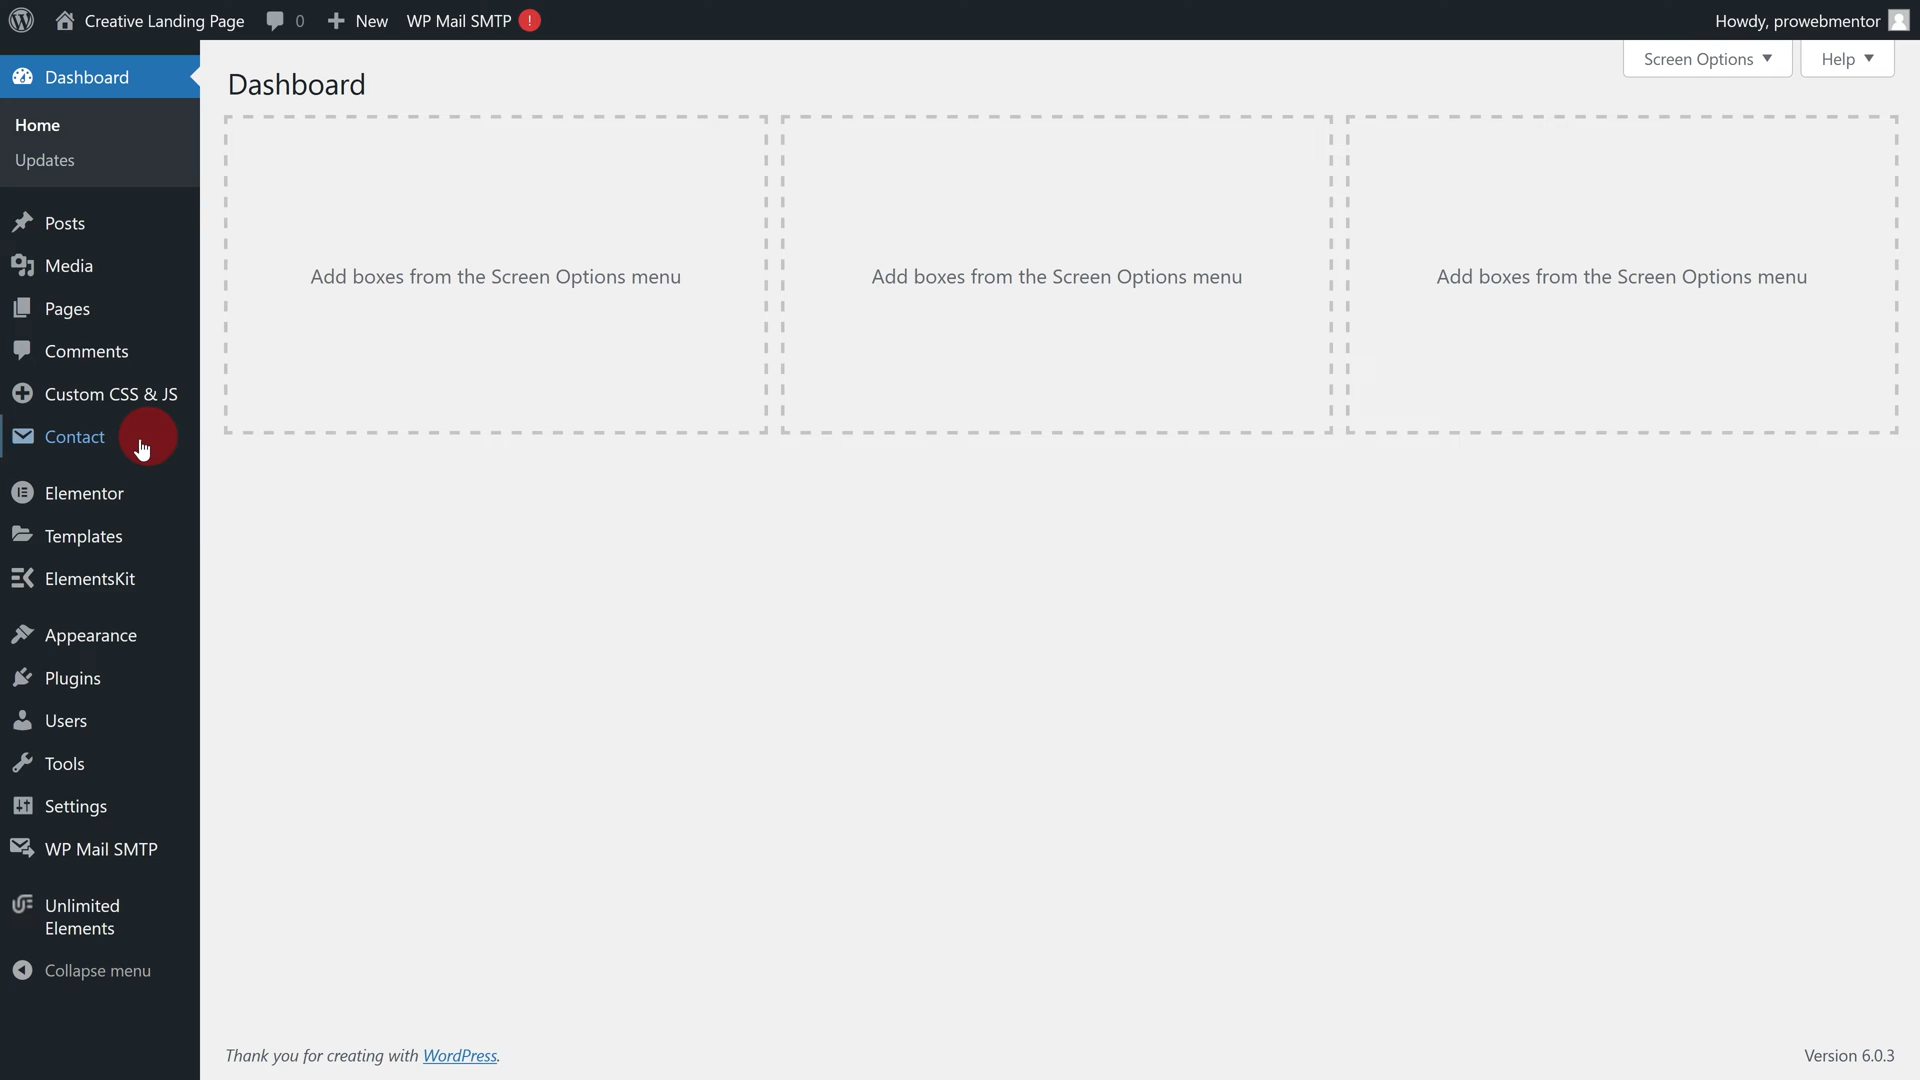 Creative Landing Page 0 New WP Mail SMTP ! Howdy, prowebmentor
Screen Options Help
Dashboard
Home
Updates
Posts
Media
Pages
Comments
Custom CSS & JS
Contact
Elementor
Templates
ElementsKit
Appearance
Plugins
Users
Tools
Settings
WP Mail SMTP
Unlimited
Elements
Collapse menu
Dashboard
Add boxes from the Screen Options menu
Add boxes from the Screen Options menu
Add boxes from the Screen Options menu
Thank you for creating with WordPress.
Version 6.0.3